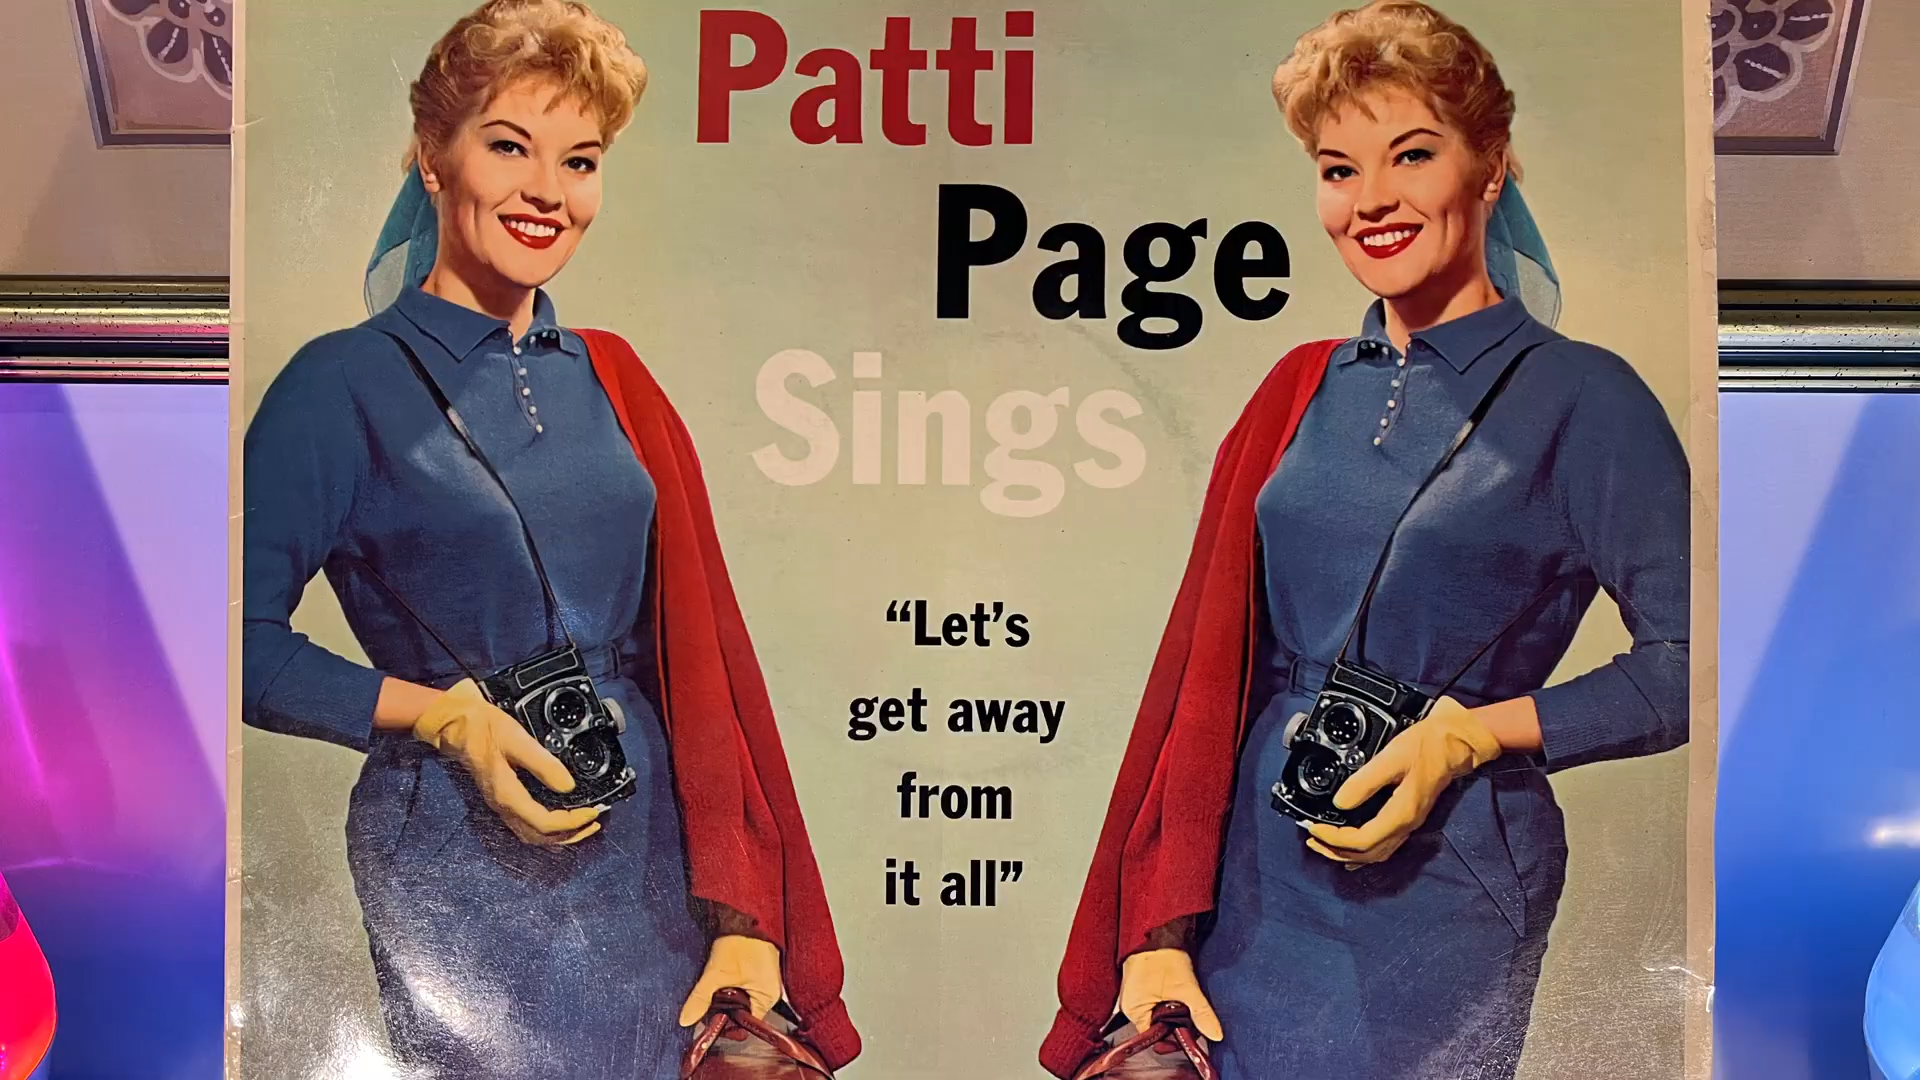 Patti
Page
Sings
“Let’s
get away
from
it all”